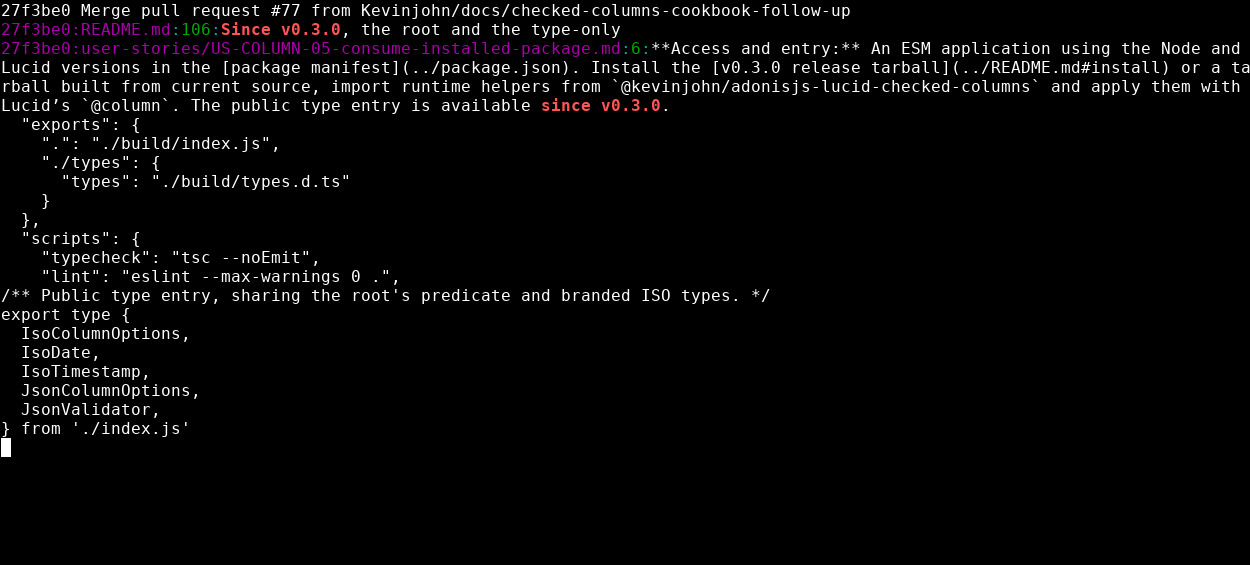 27f3be0 Merge pull request #77 from Kevinjohn/docs/checked-columns-cookbook-follow-up
27f3be0:README.md:106:Since v0.3.0, the root and the type-only
27f3be0:user-stories/US-COLUMN-05-consume-installed-package.md:6:**Access and entry:** An ESM application using the Node and
Lucid versions in the [package manifest](../package.json). Install the [v0.3.0 release tarball](../README.md#install) or a ta
rball built from current source, import runtime helpers from `@kevinjohn/adonisjs-lucid-checked-columns` and apply them with
Lucid’s `@column`. The public type entry is available since v0.3.0.
  "exports": {
    ".": "./build/index.js",
    "./types": {
      "types": "./build/types.d.ts"
    }
  },
  "scripts": {
    "typecheck": "tsc --noEmit",
    "lint": "eslint --max-warnings 0 .",
/** Public type entry, sharing the root's predicate and branded ISO types. */
export type {
  IsoColumnOptions,
  IsoDate,
  IsoTimestamp,
  JsonColumnOptions,
  JsonValidator,
} from './index.js'